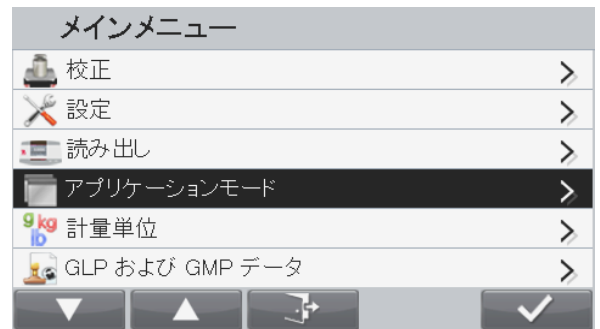 メインメニュー
校正
設定
読み出し
アプリケーションモード
g kg lb 計量単位
GLP および GMP データ